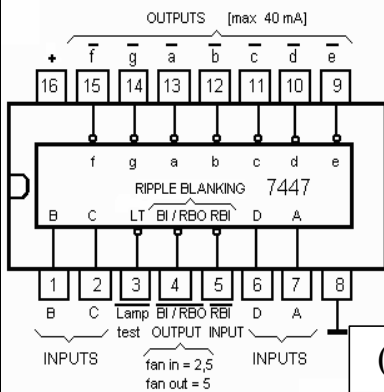 OUTPUTS [max 40 mA]
+ f g a b c d e
16 15 14 13 12 11 10 9
f g a b c d e
RIPPLE BLANKING 7447
B C LT BI / RBO RBI D A
1 2 3 4 5 6 7 8
B C Lamp BI / RBO RBI D A
test OUTPUT INPUT
INPUTS INPUTS
fan in = 2,5
fan out = 5
(